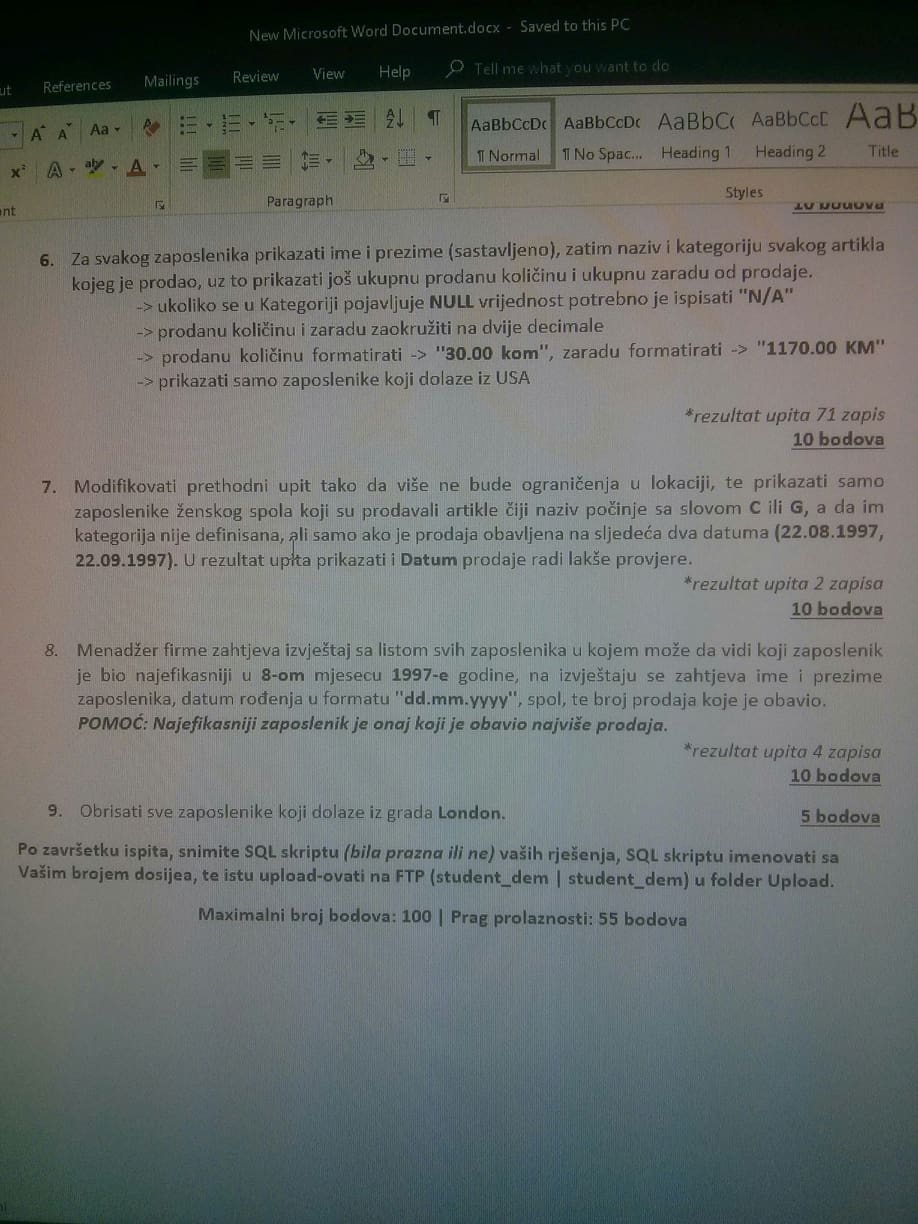 New Microsoft Word Document.docx - Saved to this PC
References Mailings Review View Help Tell me what you want to do
Aa
AaBbCcDc AaBbCcDc AaBbC AaBbCcD AaB
¶ Normal ¶ No Spac... Heading 1 Heading 2 Title
Paragraph Styles
10 bodova
6. Za svakog zaposlenika prikazati ime i prezime (sastavljeno), zatim naziv i kategoriju svakog artikla
kojeg je prodao, uz to prikazati još ukupnu prodanu količinu i ukupnu zaradu od prodaje.
-> ukoliko se u Kategoriji pojavljuje NULL vrijednost potrebno je ispisati "N/A"
-> prodanu količinu i zaradu zaokružiti na dvije decimale
-> prodanu količinu formatirati -> "30.00 kom", zaradu formatirati -> "1170.00 KM"
-> prikazati samo zaposlenike koji dolaze iz USA
*rezultat upita 71 zapis
10 bodova
7. Modifikovati prethodni upit tako da više ne bude ograničenja u lokaciji, te prikazati samo
zaposlenike ženskog spola koji su prodavali artikle čiji naziv počinje sa slovom C ili G, a da im
kategorija nije definisana, ali samo ako je prodaja obavljena na sljedeća dva datuma (22.08.1997,
22.09.1997). U rezultat upita prikazati i Datum prodaje radi lakše provjere.
*rezultat upita 2 zapisa
10 bodova
8. Menadžer firme zahtjeva izvještaj sa listom svih zaposlenika u kojem može da vidi koji zaposlenik
je bio najefikasniji u 8-om mjesecu 1997-e godine, na izvještaju se zahtjeva ime i prezime
zaposlenika, datum rođenja u formatu "dd.mm.yyyy", spol, te broj prodaja koje je obavio.
POMOĆ: Najefikasniji zaposlenik je onaj koji je obavio najviše prodaja.
*rezultat upita 4 zapisa
10 bodova
9. Obrisati sve zaposlenike koji dolaze iz grada London.
5 bodova
Po završetku ispita, snimite SQL skriptu (bila prazna ili ne) vaših rješenja, SQL skriptu imenovati sa
Vašim brojem dosijea, te istu upload-ovati na FTP (student_dem | student_dem) u folder Upload.
Maximalni broj bodova: 100 | Prag prolaznosti: 55 bodova